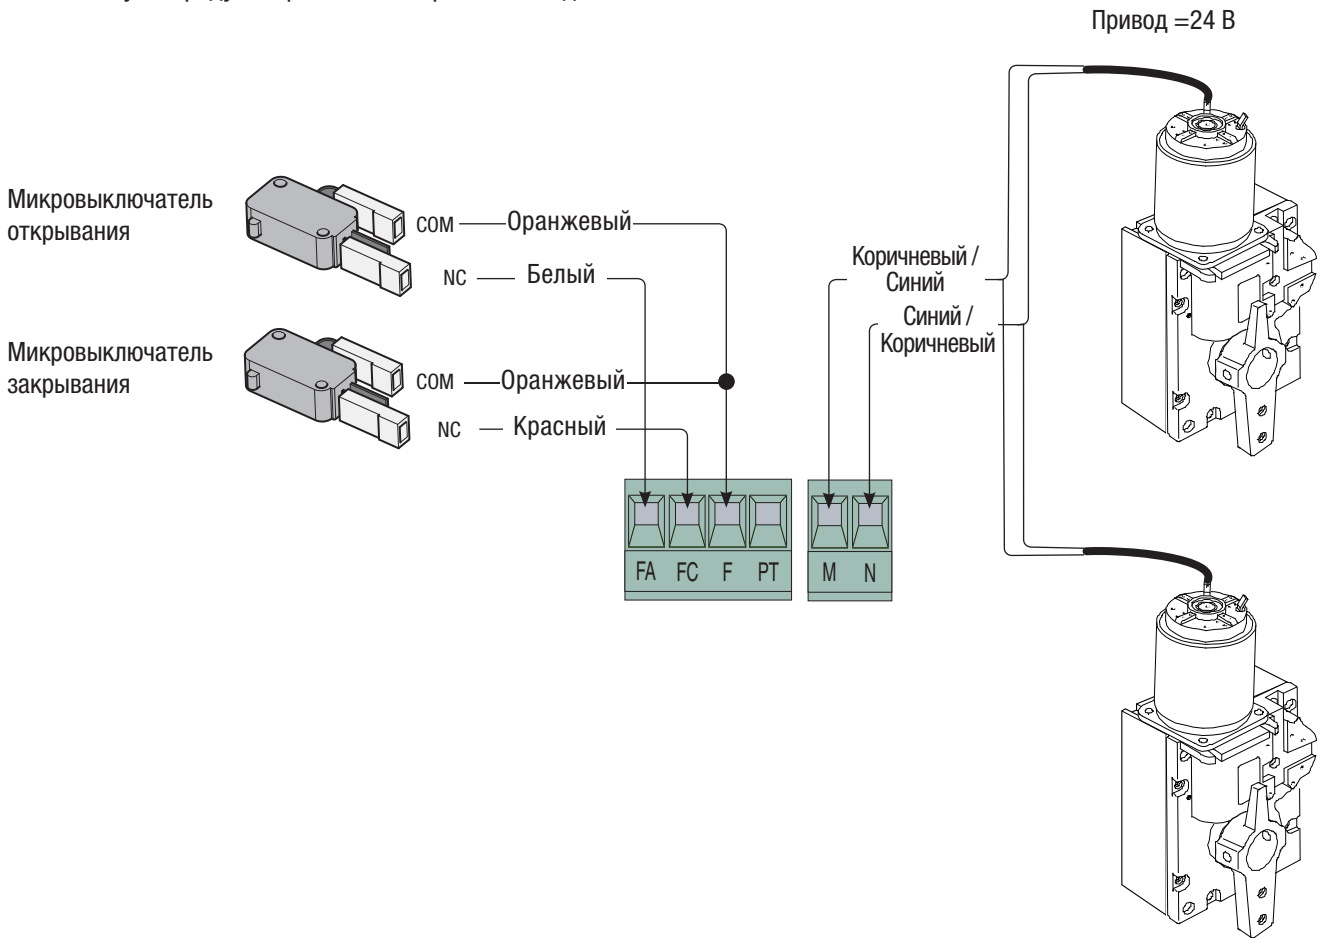 Привод =24 В
Микровыключатель
открывания
COM
Оранжевый
NC
Белый
Микровыключатель
закрывания
COM
Оранжевый
NC
Красный
Коричневый /
Синий
Синий /
Коричневый
FA FC F PT
M N